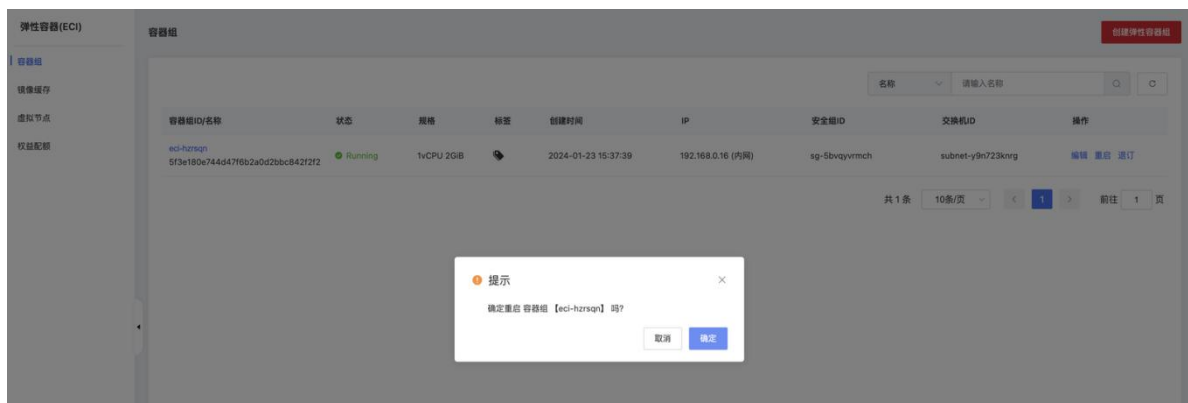 弹性容器(ECI)
容器组
镜像缓存
虚拟节点
权益配额
容器组
创建弹性容器组
名称 请输入名称
容器组ID/名称 状态 规格 标签 创建时间 IP 安全组ID 交换机ID 操作
eci-hzrsqn
5f3e180e744d47f6b2a0d2bbc842f2f2 Running 1vCPU 2GiB 2024-01-23 15:37:39 192.168.0.16 (内网) sg-5bvqyvrmch subnet-y9n723knrg 编辑 重启 退订
共 1 条 10条/页 1 前往 1 页
提示
确定重启 容器组 【eci-hzrsqn】 吗?
取消 确定